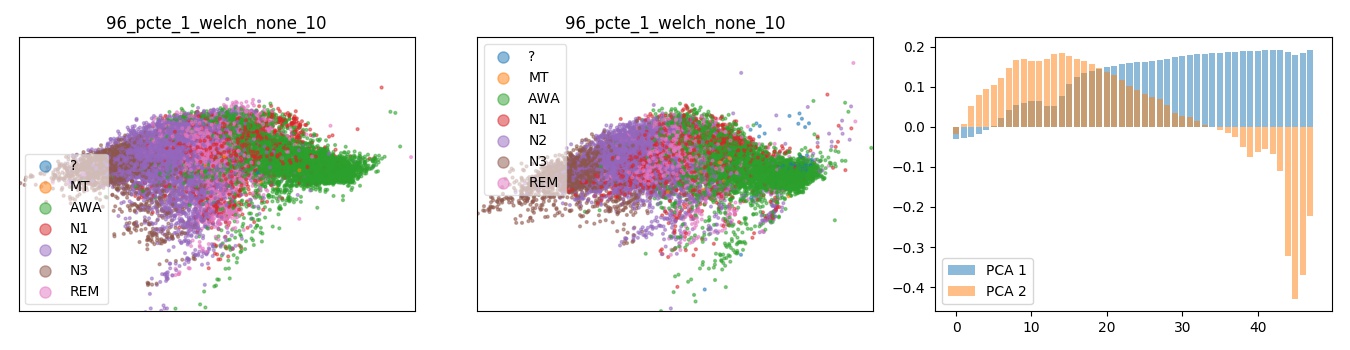 96_pcte_1_welch_none_10
?
MT
AWA
N1
N2
N3
REM
96_pcte_1_welch_none_10
?
MT
AWA
N1
N2
N3
REM
0.2
0.1
0.0
−0.1
−0.2
−0.3
−0.4
PCA 1
PCA 2
0
10
20
30
40